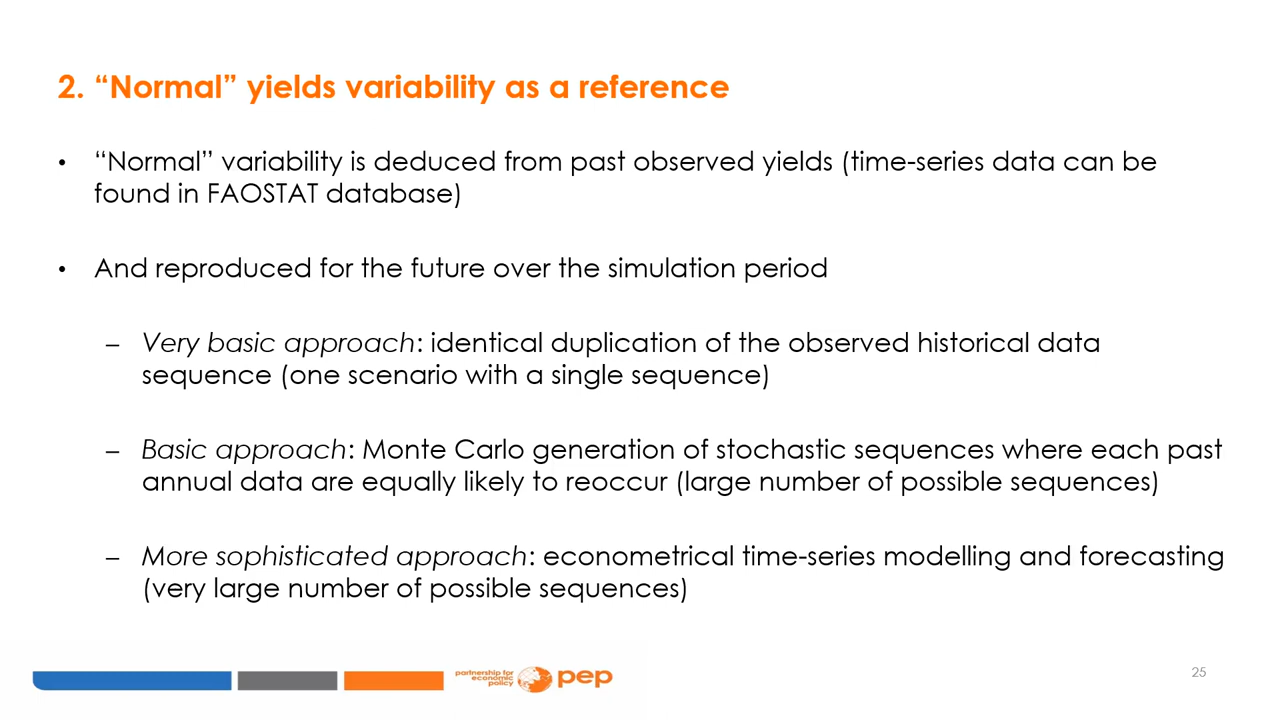 2. “Normal” yields variability as a reference
• “Normal” variability is deduced from past observed yields (time-series data can be
found in FAOSTAT database)
• And reproduced for the future over the simulation period
– Very basic approach: identical duplication of the observed historical data
sequence (one scenario with a single sequence)
– Basic approach: Monte Carlo generation of stochastic sequences where each past
annual data are equally likely to reoccur (large number of possible sequences)
– More sophisticated approach: econometrical time-series modelling and forecasting
(very large number of possible sequences)
partnership for
economic
policy
pep
25